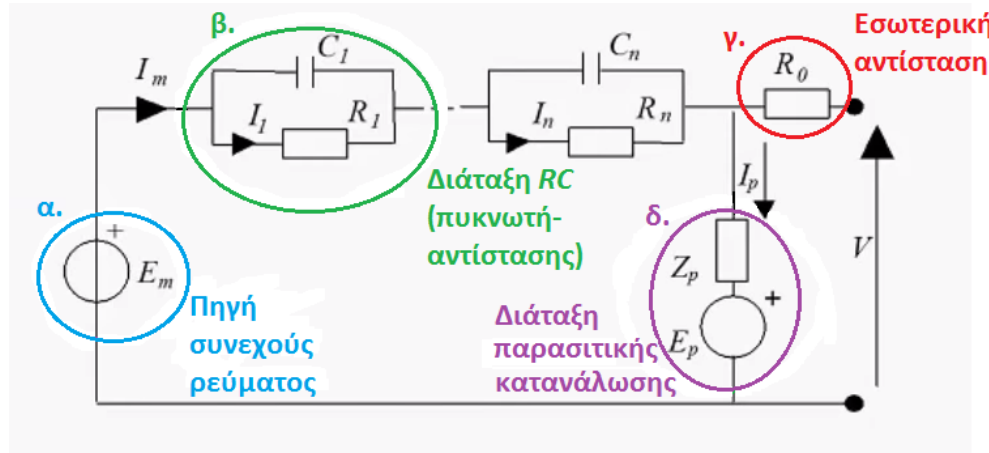 β.
C1
Im
I1
R1
Cn
In
Rn
γ.
Εσωτερική
αντίσταση
R0
Διάταξη RC
(πυκνωτή-
αντίστασης)
α.
+
Em
Πηγή
συνεχούς
ρεύματος
Ip
δ.
Zp
+
Ep
Διάταξη
παρασιτικής
κατανάλωσης
V